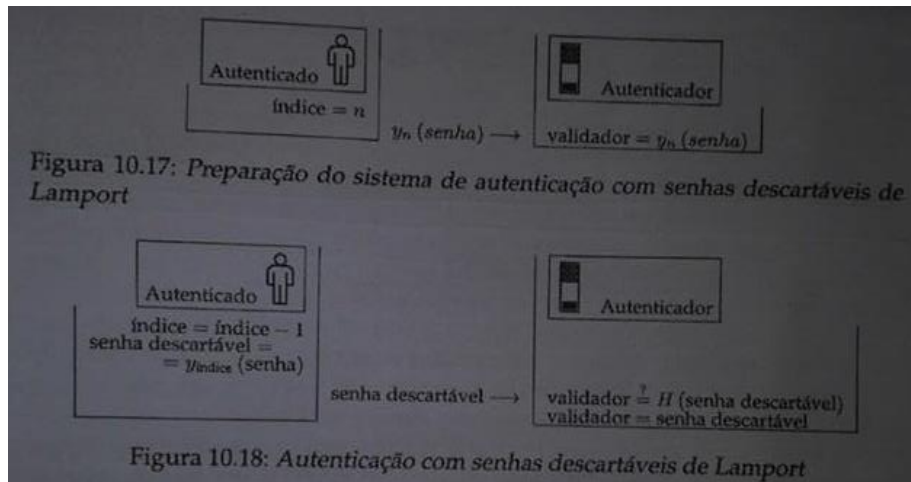 Autenticado
Autenticador
índice = n
yₙ (senha) ⟶
validador = yₙ (senha)
Figura 10.17: Preparação do sistema de autenticação com senhas descartáveis de
Lamport
Autenticado
Autenticador
índice = índice − 1
senha descartável =
= y_índice (senha)
senha descartável ⟶
validador ≟ H (senha descartável)
validador = senha descartável
Figura 10.18: Autenticação com senhas descartáveis de Lamport